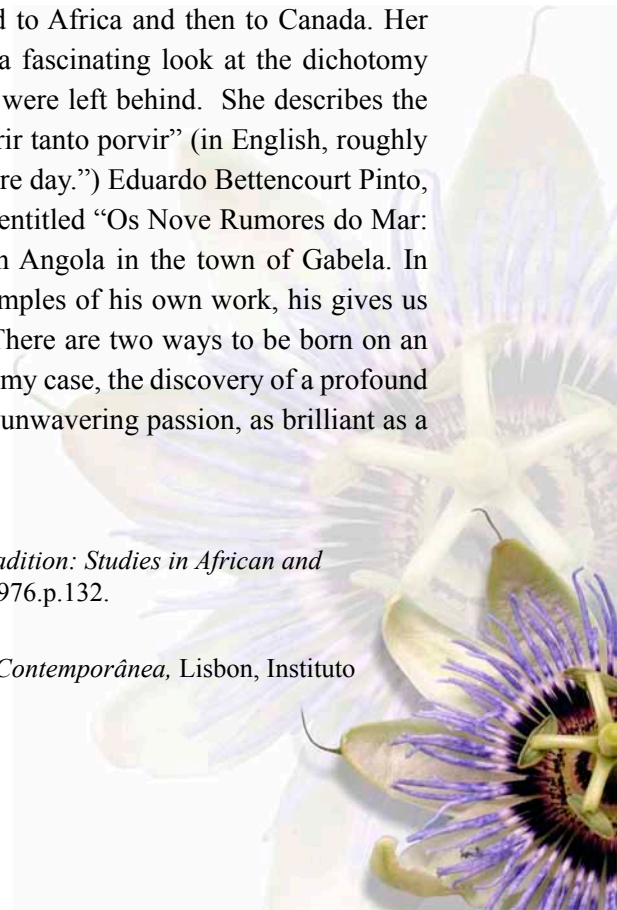 d to Africa and then to Canada. Her
a fascinating look at the dichotomy
were left behind. She describes the
rir tanto porvir” (in English, roughly
re day.”) Eduardo Bettencourt Pinto,
entitled “Os Nove Rumores do Mar:
n Angola in the town of Gabela. In
mples of his own work, his gives us
There are two ways to be born on an
my case, the discovery of a profound
unwavering passion, as brilliant as a
adition: Studies in African and
976.p.132.
Contemporânea, Lisbon, Instituto